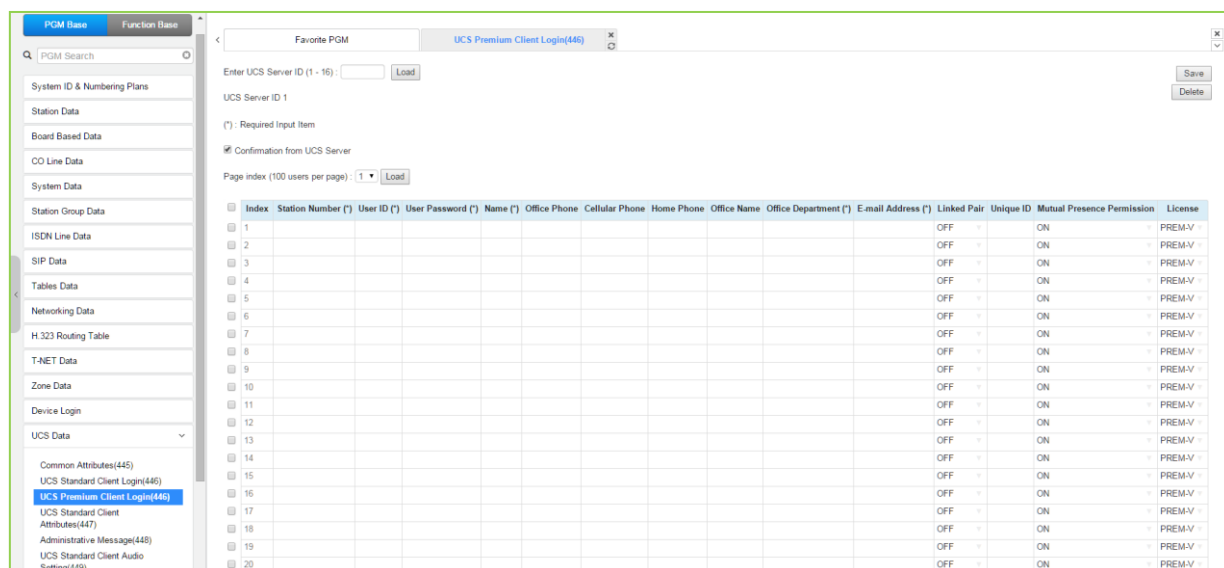 PGM Base Function Base
PGM Search
System ID & Numbering Plans
Station Data
Board Based Data
CO Line Data
System Data
Station Group Data
ISDN Line Data
SIP Data
Tables Data
Networking Data
H.323 Routing Table
T-NET Data
Zone Data
Device Login
UCS Data
Common Attributes(445)
UCS Standard Client Login(446)
UCS Premium Client Login(446)
UCS Standard Client
Attributes(447)
Administrative Message(448)
UCS Standard Client Audio
Setting(449)
Favorite PGM UCS Premium Client Login(446)
Enter UCS Server ID (1 - 16) : Load Save
UCS Server ID 1 Delete
(*) : Required Input Item
Confirmation from UCS Server
Page index (100 users per page) : 1 Load
Index Station Number (*) User ID (*) User Password (*) Name (*) Office Phone Cellular Phone Home Phone Office Name Office Department (*) E-mail Address (*) Linked Pair Unique ID Mutual Presence Permission License
1 OFF ON PREM-V
2 OFF ON PREM-V
3 OFF ON PREM-V
4 OFF ON PREM-V
5 OFF ON PREM-V
6 OFF ON PREM-V
7 OFF ON PREM-V
8 OFF ON PREM-V
9 OFF ON PREM-V
10 OFF ON PREM-V
11 OFF ON PREM-V
12 OFF ON PREM-V
13 OFF ON PREM-V
14 OFF ON PREM-V
15 OFF ON PREM-V
16 OFF ON PREM-V
17 OFF ON PREM-V
18 OFF ON PREM-V
19 OFF ON PREM-V
20 OFF ON PREM-V